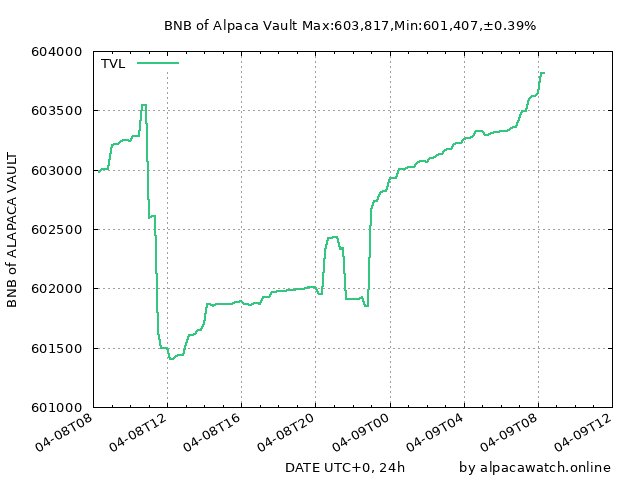 BNB of Alpaca Vault Max:603,817,Min:601,407,±0.39%
TVL
604000
603500
603000
602500
602000
601500
601000
BNB of ALAPACA VAULT
04-08T08
04-08T12
04-08T16
04-08T20
04-09T00
04-09T04
04-09T08
04-09T12
DATE UTC+0, 24h
by alpacawatch.online